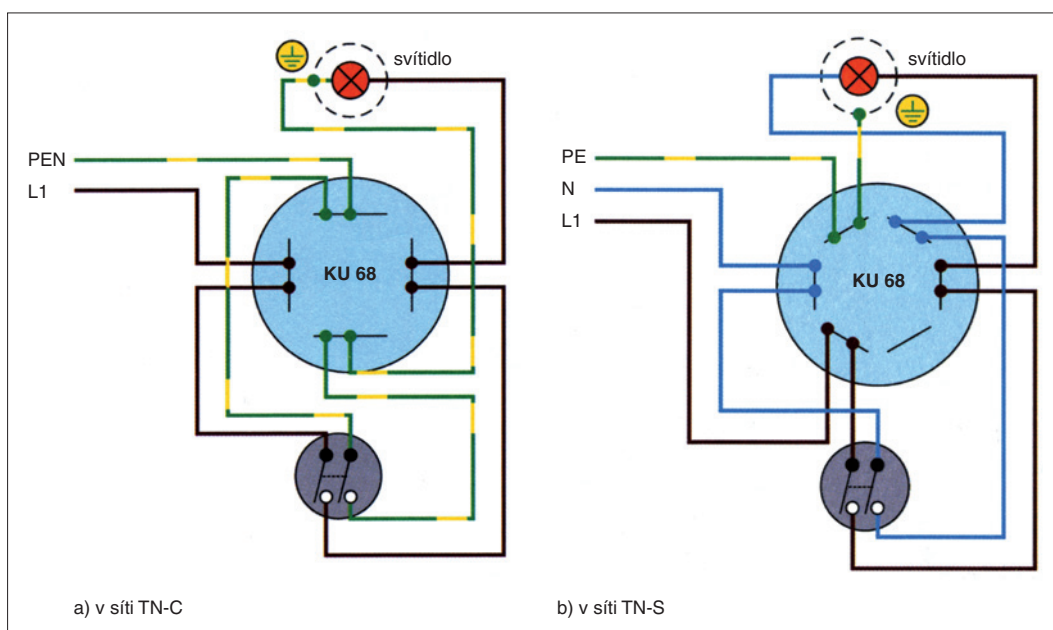 svítidlo
PEN
L1
KU 68
a) v síti TN-C
svítidlo
PE
N
L1
KU 68
b) v síti TN-S